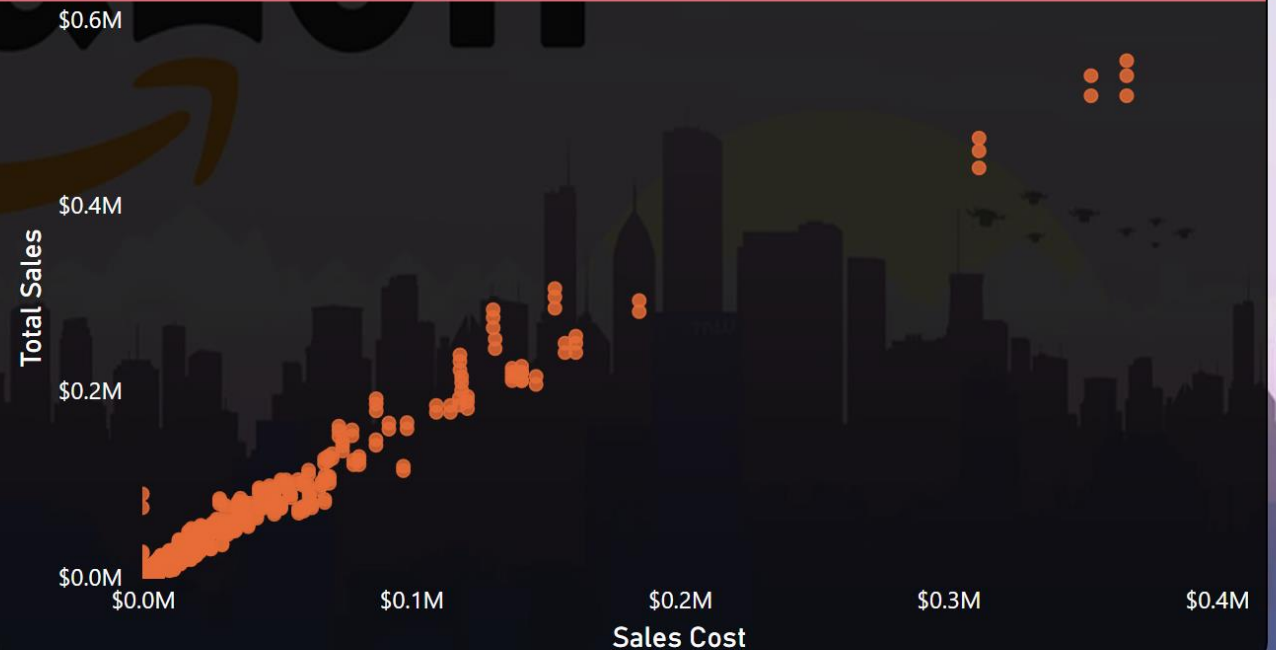 $0.6M
$0.4M
$0.2M
$0.0M
Total Sales
$0.0M
$0.1M
$0.2M
$0.3M
$0.4M
Sales Cost